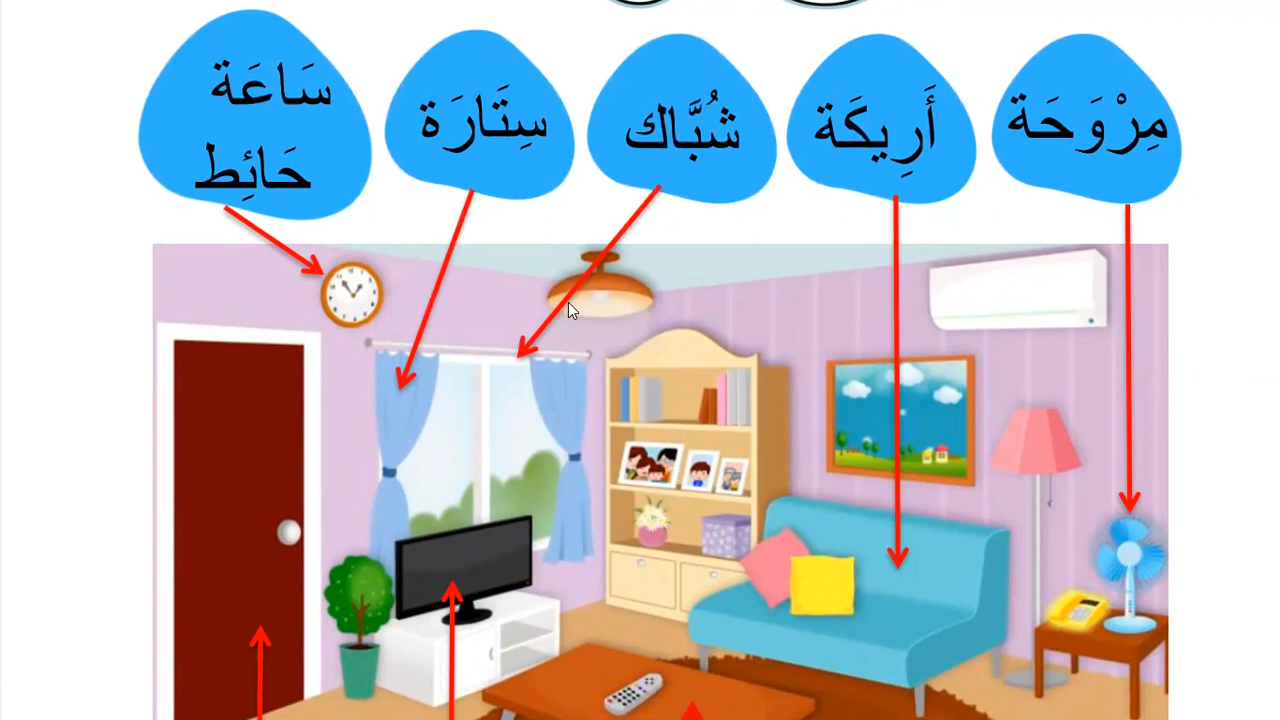 مِرْوَحَة
أَرِيكَة
شُبَّاك
سِتَارَة
سَاعَة
حَائِط